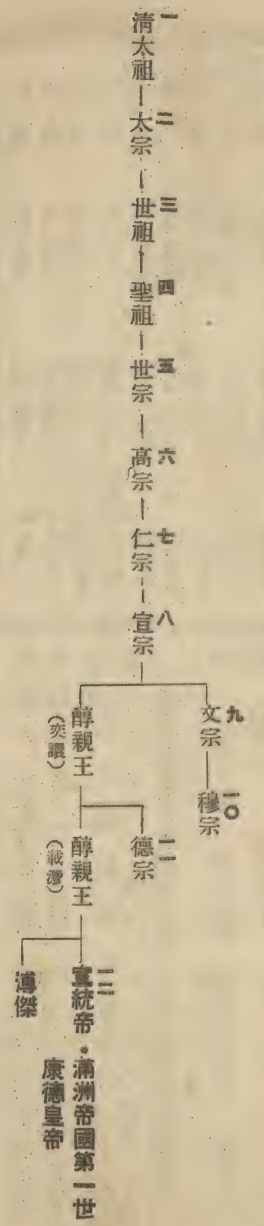 一
清太祖
二
太宗
三
世祖
四
聖祖
五
世宗
六
高宗
七
仁宗
八
宣宗
九
文宗
一〇
穆宗
醇親王
(奕譞)
一一
德宗
醇親王
(載灃)
一二
宣統帝・滿洲帝國第一世
康德皇帝
溥傑